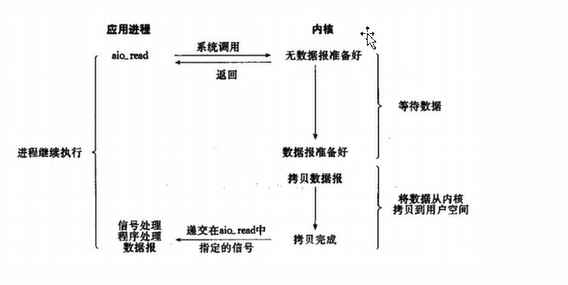 应用进程
内核
aio_read
系统调用
返回
无数据报准备好
等待数据
进程继续执行
数据报准备好
拷贝数据报
将数据从内核
拷贝到用户空间
信号处理
程序处理
数据报
递交在aio_read中
指定的信号
拷贝完成